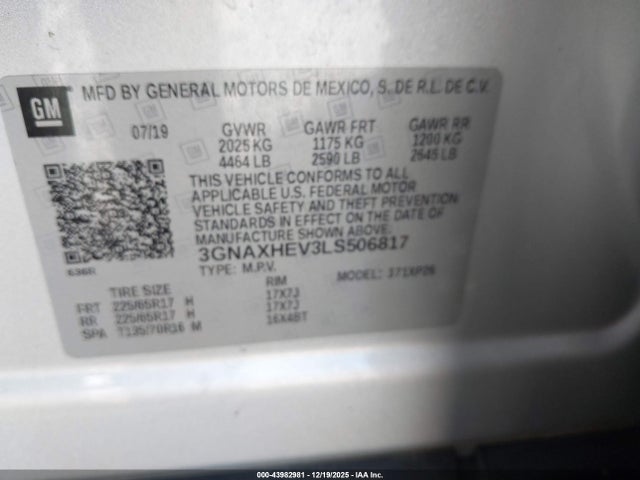 GM
MFD BY GENERAL MOTORS DE MEXICO, S. DE R.L. DE C.V.
07/19 GVWR GAWR FRT GAWR RR
2025 KG 1175 KG 1200 KG
4464 LB 2590 LB 2645 LB
THIS VEHICLE CONFORMS TO ALL
APPLICABLE U.S. FEDERAL MOTOR
VEHICLE SAFETY AND THEFT PREVENTION
STANDARDS IN EFFECT ON THE DATE OF
MANUFACTURE SHOWN ABOVE.
3GNAXHEV3LS506817
636R
TYPE: M.P.V. MODEL: 371XP26
TIRE SIZE RIM
FRT 225/65R17 H 17X7J
RR 225/65R17 H 17X7J
SPA T135/70R16 M 16X4BT
000-43982981 - 12/19/2025 - IAA Inc.